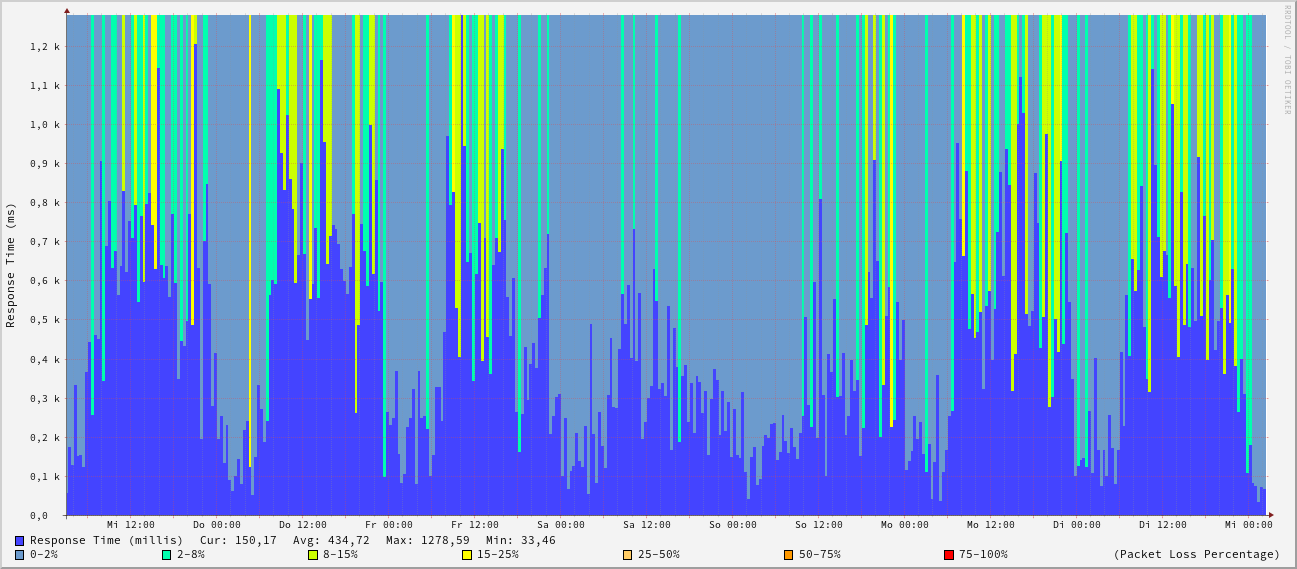 RRDTOOL / TOBI OETIKER
Response Time (ms)
1,2 k
1,1 k
1,0 k
0,9 k
0,8 k
0,7 k
0,6 k
0,5 k
0,4 k
0,3 k
0,2 k
0,1 k
0,0
Mi 12:00 Do 00:00 Do 12:00 Fr 00:00 Fr 12:00 Sa 00:00 Sa 12:00 So 00:00 So 12:00 Mo 00:00 Mo 12:00 Di 00:00 Di 12:00 Mi 00:00
Response Time (millis) Cur: 150,17 Avg: 434,72 Max: 1278,59 Min: 33,46
0-2% 2-8% 8-15% 15-25% 25-50% 50-75% 75-100% (Packet Loss Percentage)